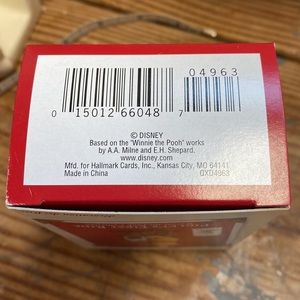 04963
0 15012 66048 7
© DISNEY
Based on the "Winnie the Pooh" works
by A.A. Milne and E.H. Shepard.
www.disney.com
Mfd. for Hallmark Cards, Inc., Kansas City, MO 64141
Made in China QXD4963